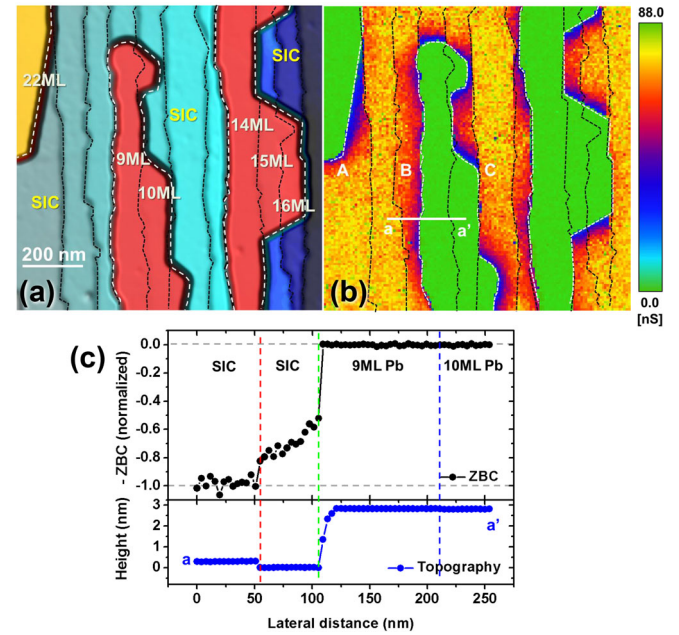 22ML
SIC
9ML
10ML
SIC
14ML
15ML
16ML
SIC
200 nm
(a)
A
B
C
a
a'
(b)
88.0
0.0
[nS]
(c)
- ZBC (normalized)
0.0
-0.2
-0.4
-0.6
-0.8
-1.0
SIC
SIC
9ML Pb
10ML Pb
ZBC
Height (nm)
3
2
1
0
a
a'
Topography
0
50
100
150
200
250
Lateral distance (nm)